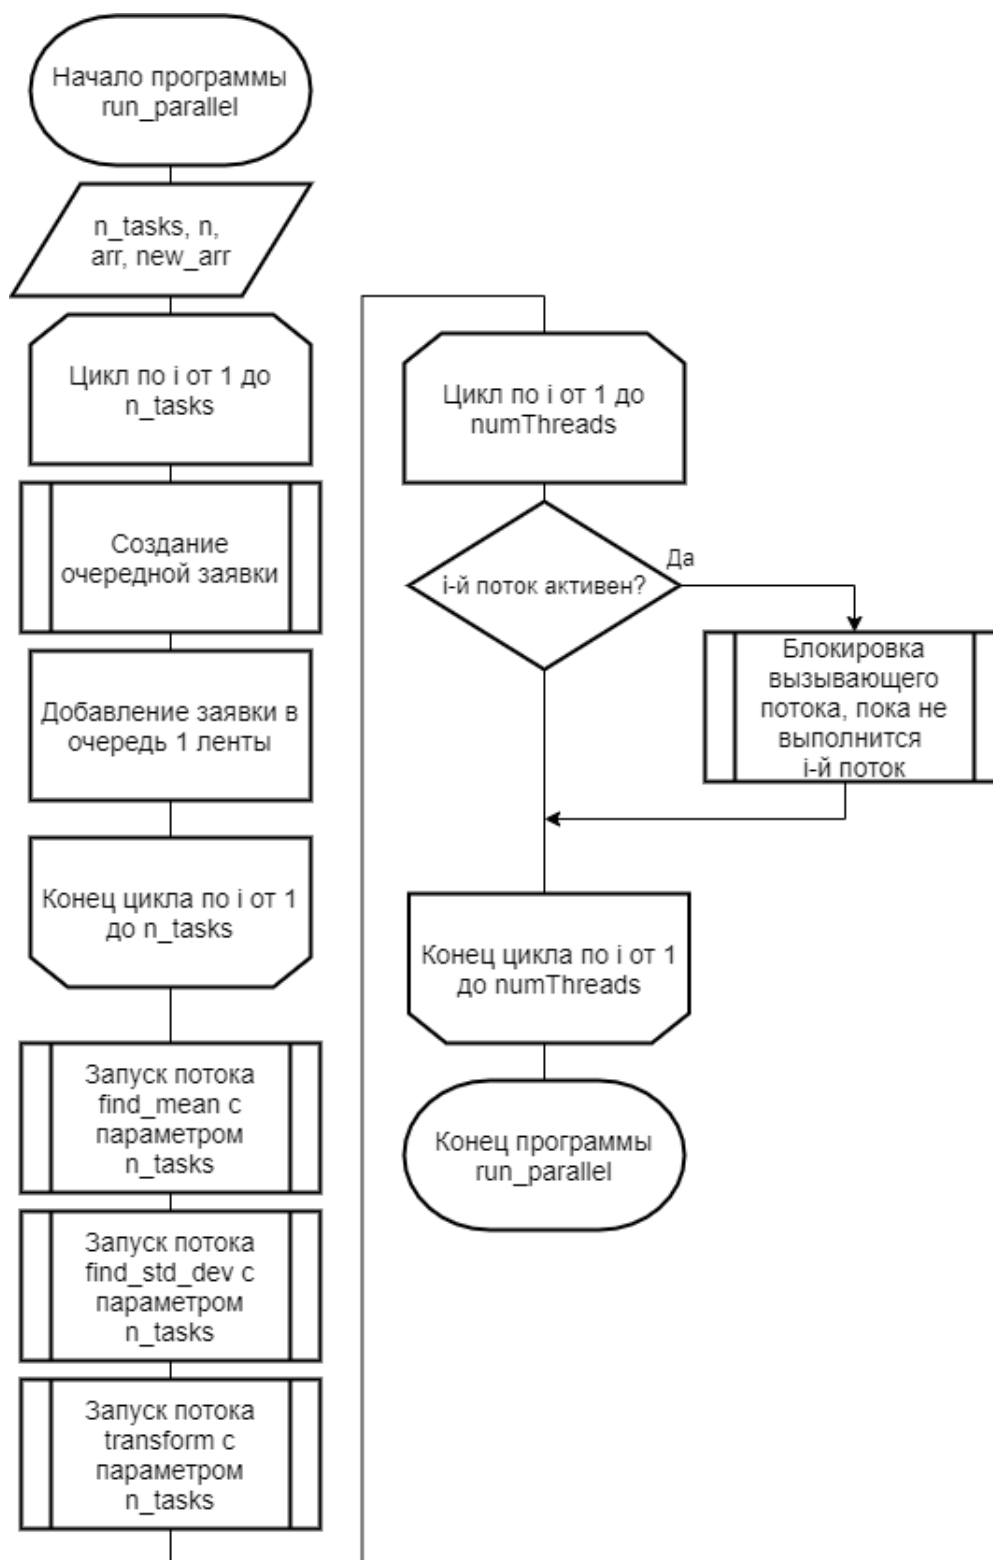 Начало программы
run_parallel
n_tasks, n,
arr, new_arr
Цикл по i от 1 до
n_tasks
Создание
очередной заявки
Добавление заявки в
очередь 1 ленты
Конец цикла по i от 1
до n_tasks
Запуск потока
find_mean с
параметром
n_tasks
Запуск потока
find_std_dev с
параметром
n_tasks
Запуск потока
transform с
параметром
n_tasks
Цикл по i от 1 до
numThreads
i-й поток активен?
Да
Блокировка
вызывающего
потока, пока не
выполнится
i-й поток
Конец цикла по i от 1
до numThreads
Конец программы
run_parallel